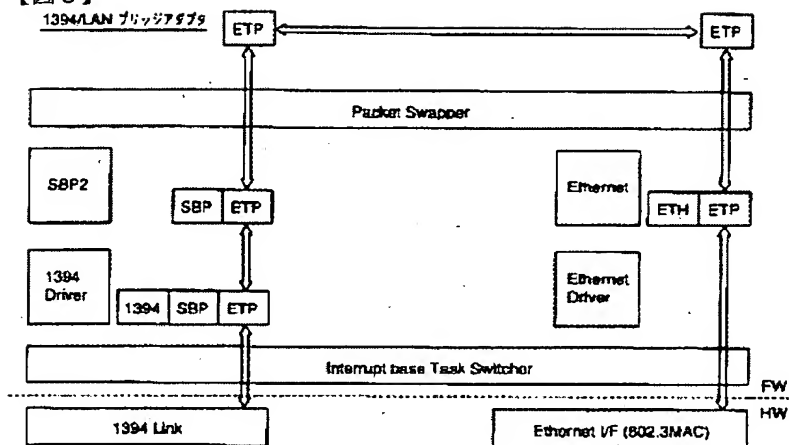 1394/LAN ブリッジアダプタ
ETP
ETP
Packet Swapper
SBP2
SBP ETP
Ethernet
ETH ETP
1394
Driver
1394 SBP ETP
Ethernet
Driver
Interrupt base Task Switcher
FW
HW
1394 Link
Ethernet I/F (802.3MAC)